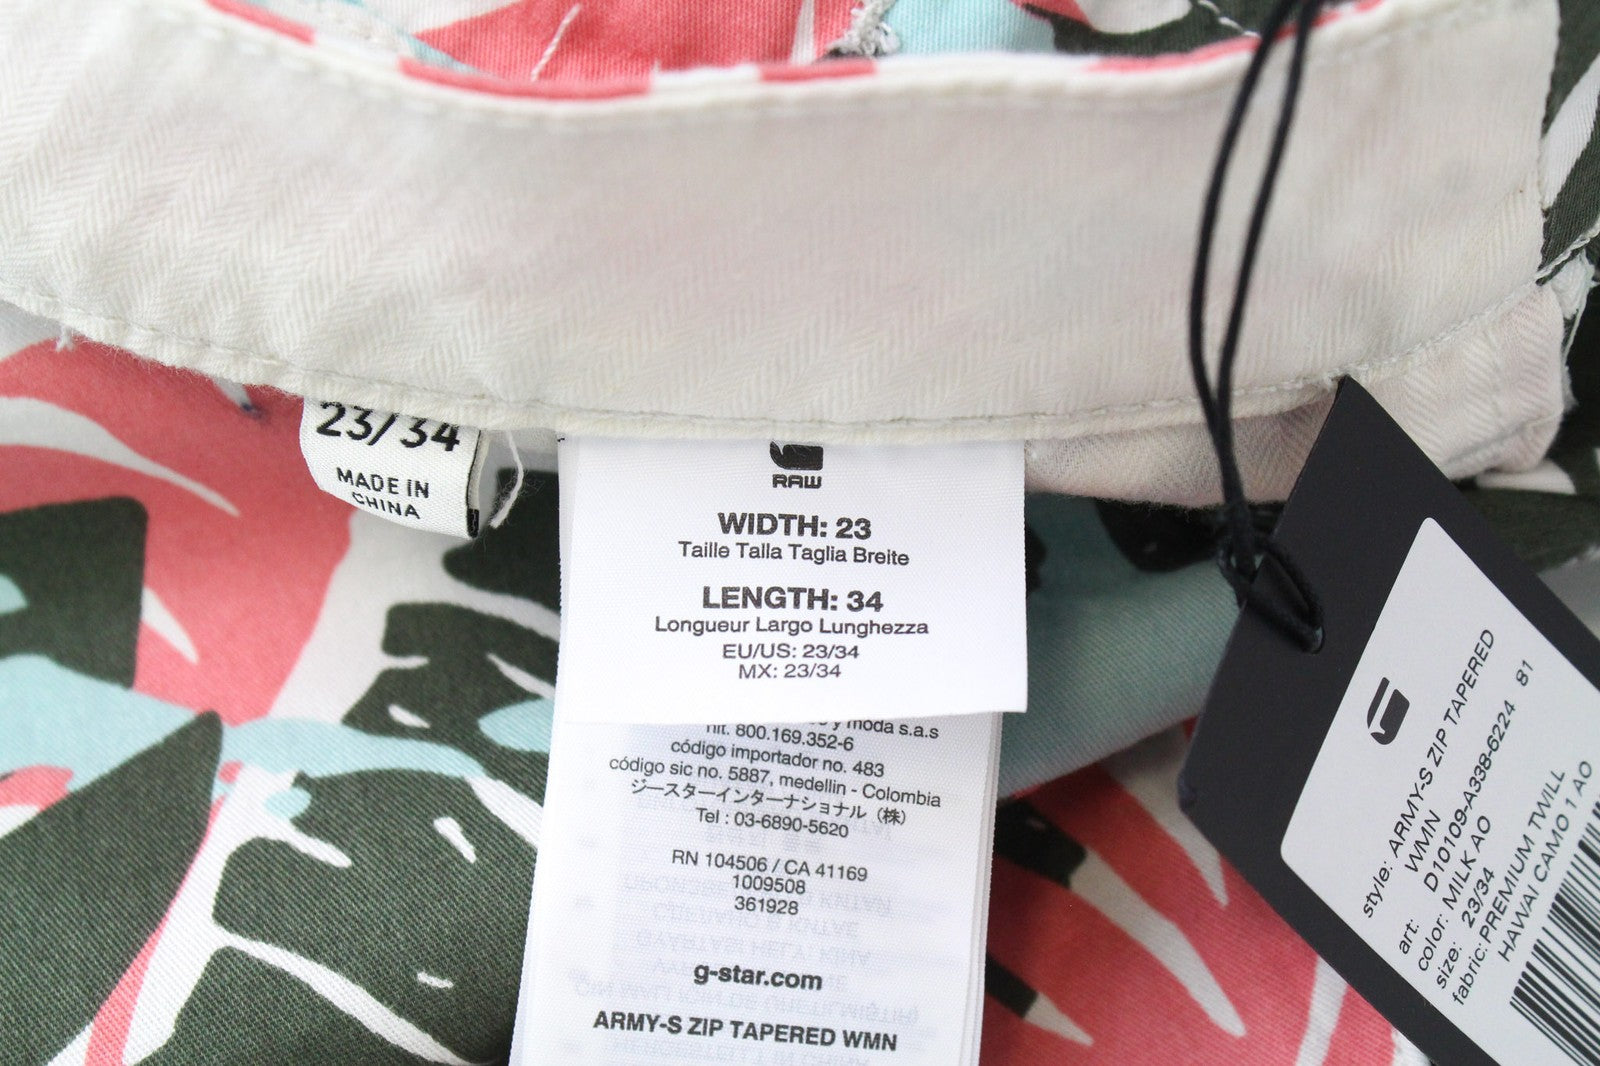 23/34
MADE IN
CHINA
RAW
WIDTH: 23
Taille Talla Taglia Breite
LENGTH: 34
Longueur Largo Lunghezza
EU/US: 23/34
MX: 23/34
y moda s.a.s
nit. 800.169.352-6
código importador no. 483
código sic no. 5887, medellin - Colombia
ジースターインターナショナル (株)
Tel : 03-6890-5620
RN 104506 / CA 41169
1009508
361928
g-star.com
ARMY-S ZIP TAPERED WMN
style: ARMY-S ZIP TAPERED
WMN
art: D10109-A338-6224 81
color: MILK AO
size: 23/34
fabric: PREMIUM TWILL
HAWAI CAMO 1 AO